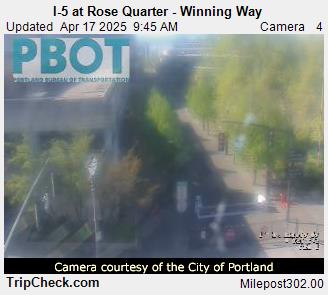 I-5 at Rose Quarter - Winning Way
Updated Apr 17 2025 9:45 AM Camera 4
PBOT
PORTLAND BUREAU OF TRANSPORTATION
Camera courtesy of the City of Portland
TripCheck.com Milepost302.00